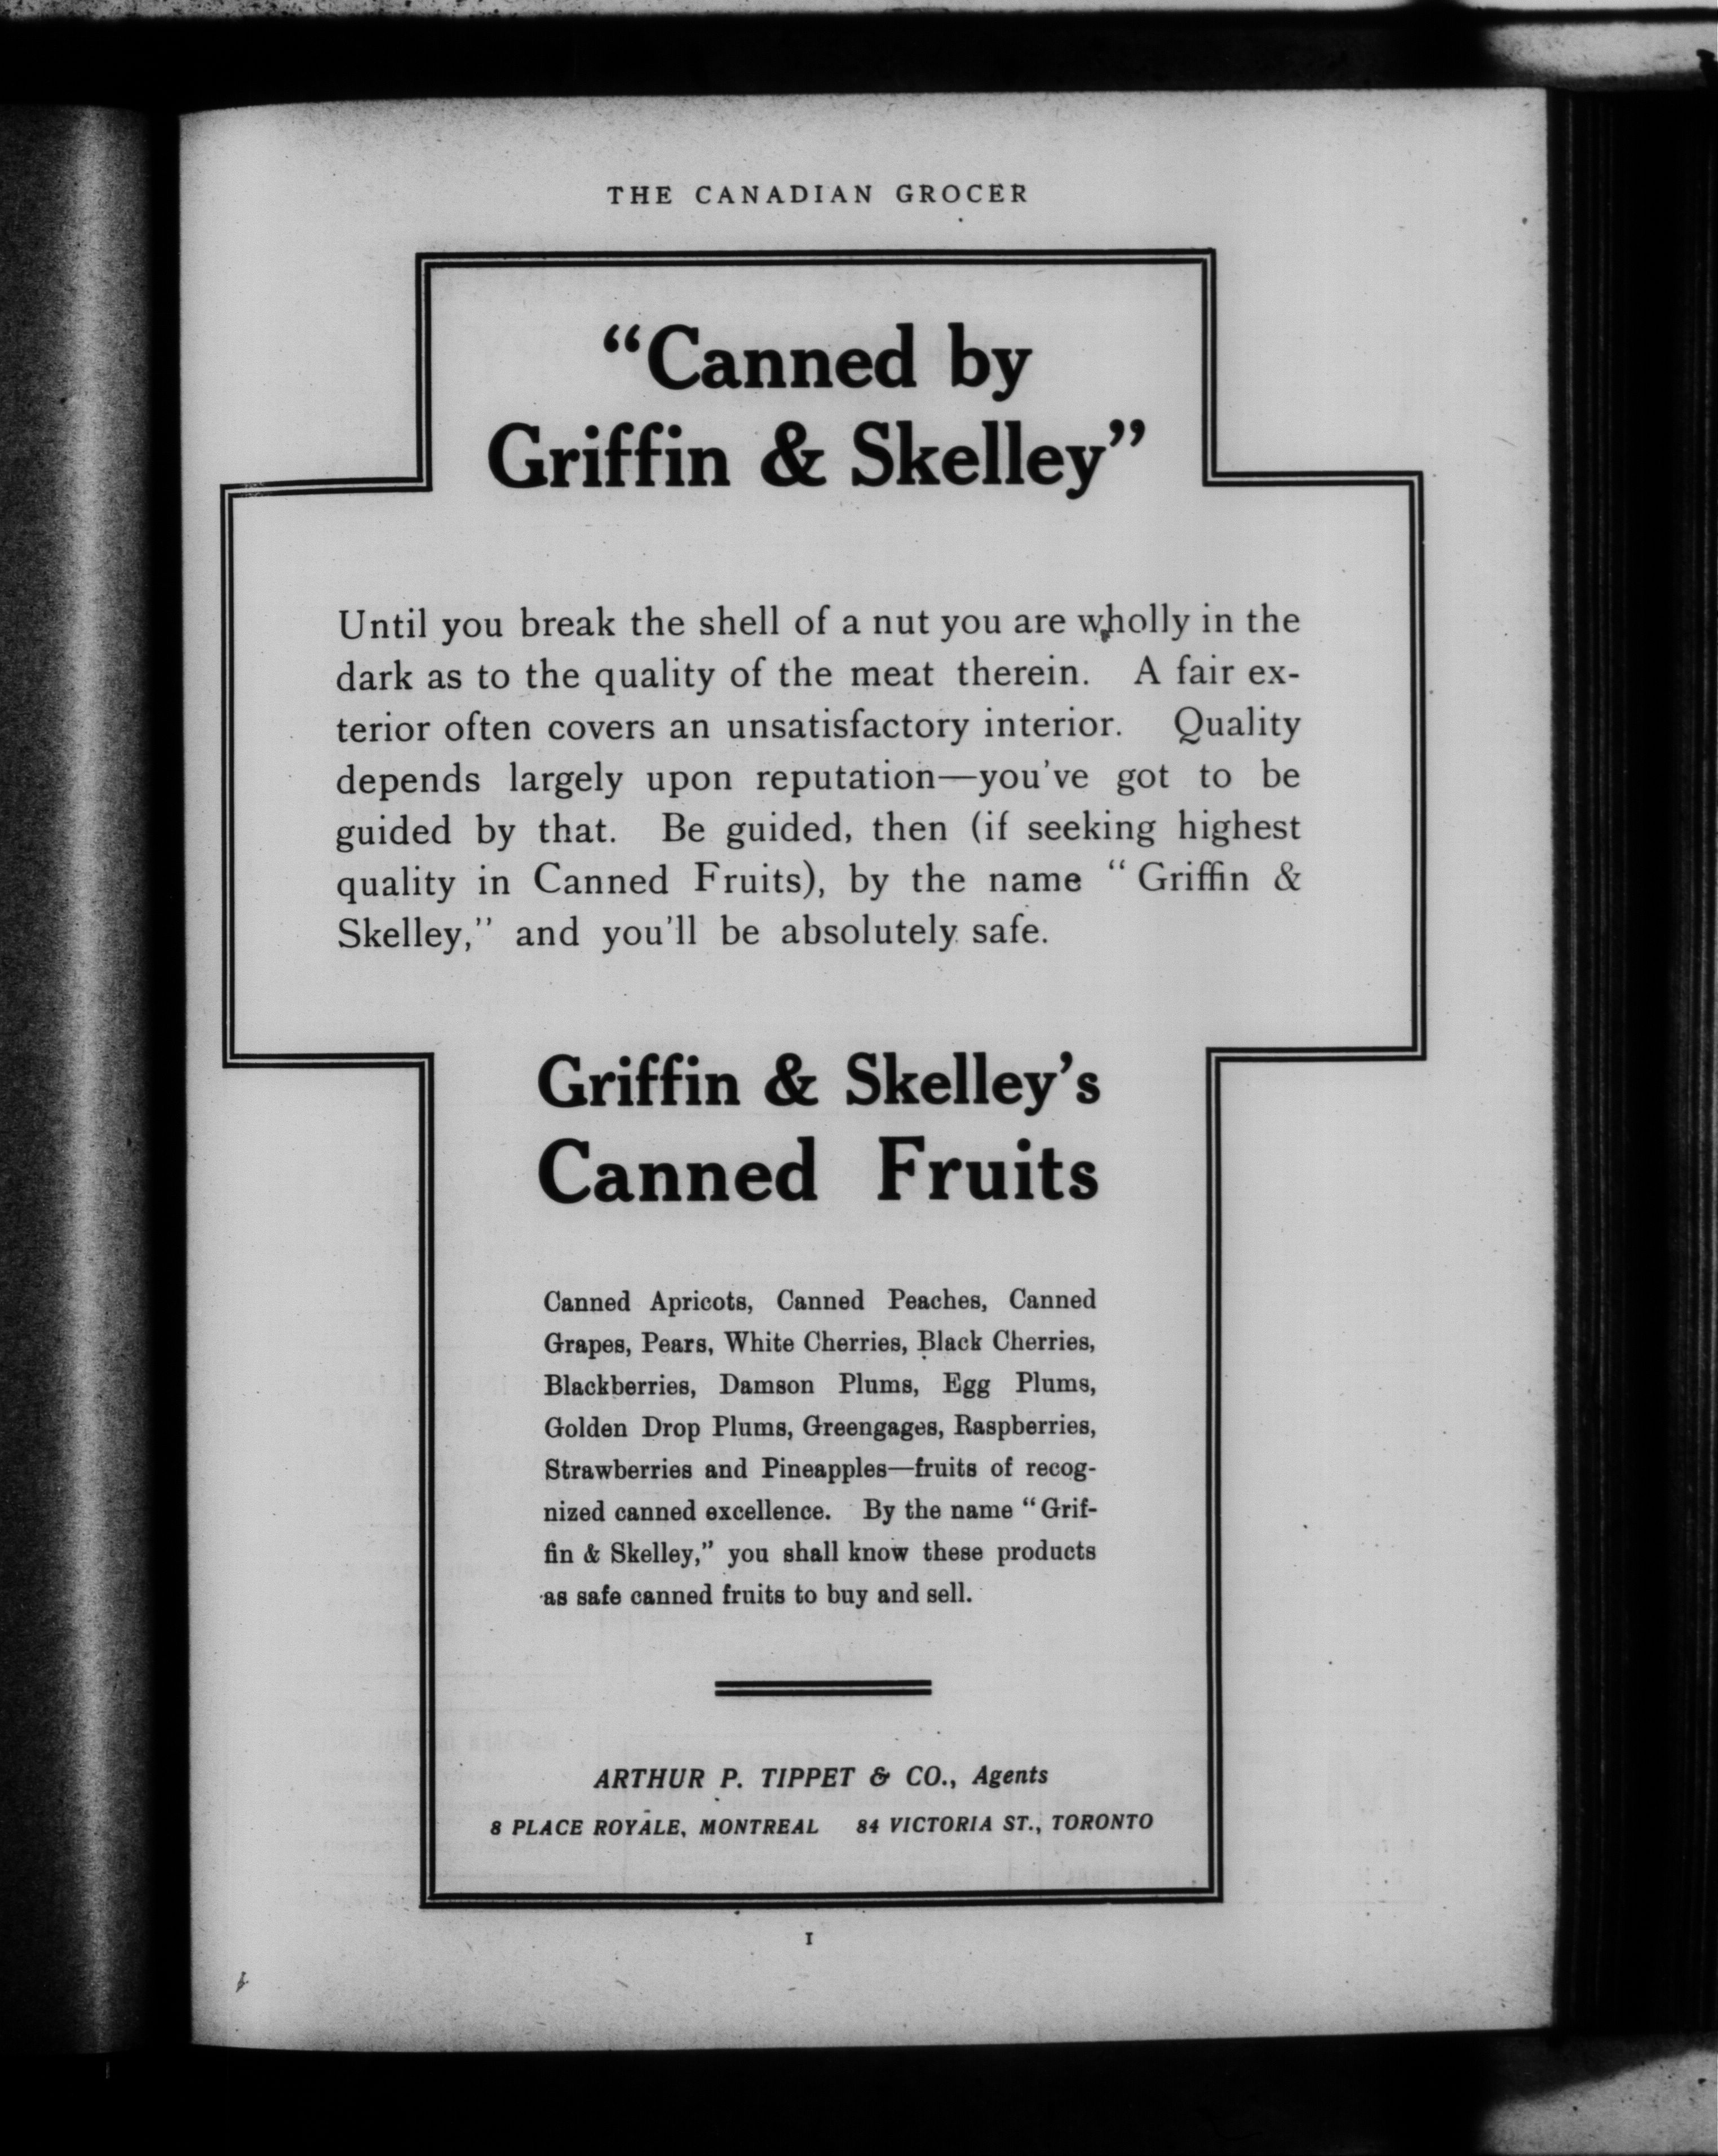 THE CANADIAN GROCER
“Canned by
Griffin & Skelley”
Until you break the shell of a nut you are wholly in the
dark as to the quality of the meat therein. A fair ex-
terior often covers an unsatisfactory interior. Quality
depends largely upon reputation—you've got to be
guided by that. Be guided, then (if seeking highest
quality in Canned Fruits), by the name “Griffin &
Skelley,” and you'll be absolutely safe.
Griffin & Skelley’s
Canned Fruits
Canned Apricots, Canned Peaches, Canned
Grapes, Pears, White Cherries, Black Cherries,
Blackberries, Damson Plums, Egg Plums,
Golden Drop Plums, Greengages, Raspberries,
Strawberries and Pineapples—fruits of recog-
nized canned excellence. By the name “Grif-
fin & Skelley,” you shall know these products
as safe canned fruits to buy and sell.
ARTHUR P. TIPPET & CO., Agents
8 PLACE ROYALE, MONTREAL 84 VICTORIA ST., TORONTO
I